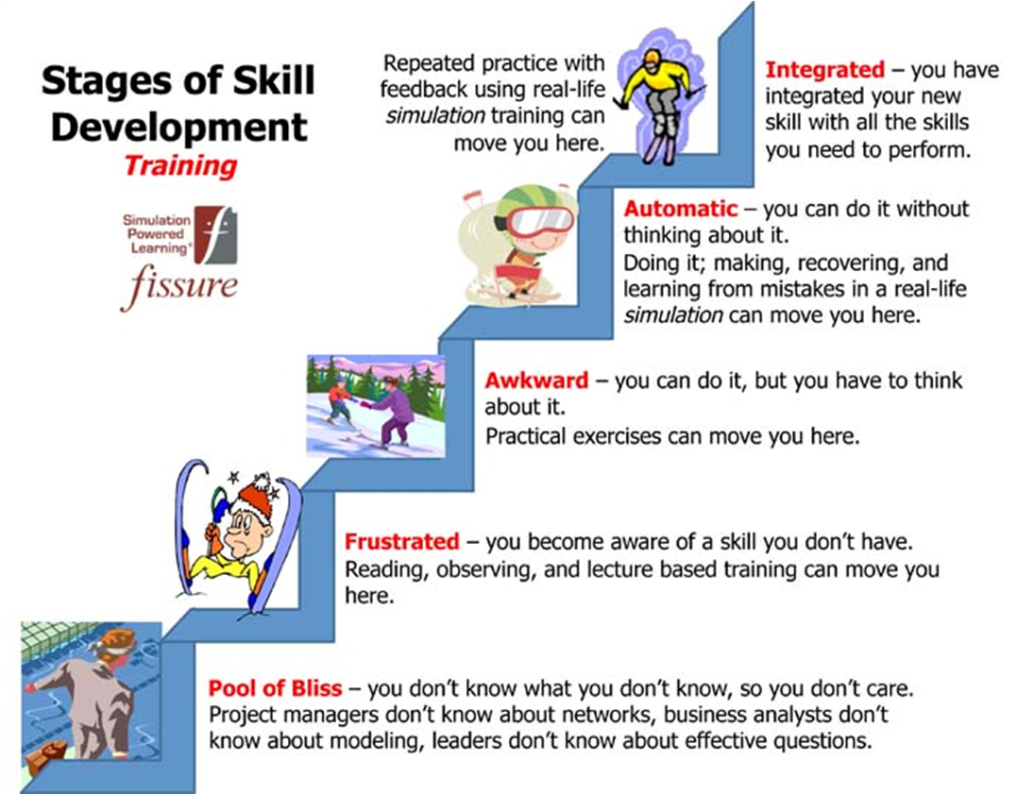 Stages of Skill
Development
Training
Simulation
Powered
Learning®
f
fissure
Repeated practice with
feedback using real-life
simulation training can
move you here.
Integrated – you have
integrated your new
skill with all the skills
you need to perform.
Automatic – you can do it without
thinking about it.
Doing it; making, recovering, and
learning from mistakes in a real-life
simulation can move you here.
Awkward – you can do it, but you have to think
about it.
Practical exercises can move you here.
Frustrated – you become aware of a skill you don't have.
Reading, observing, and lecture based training can move you
here.
Pool of Bliss – you don't know what you don't know, so you don't care.
Project managers don't know about networks, business analysts don't
know about modeling, leaders don't know about effective questions.